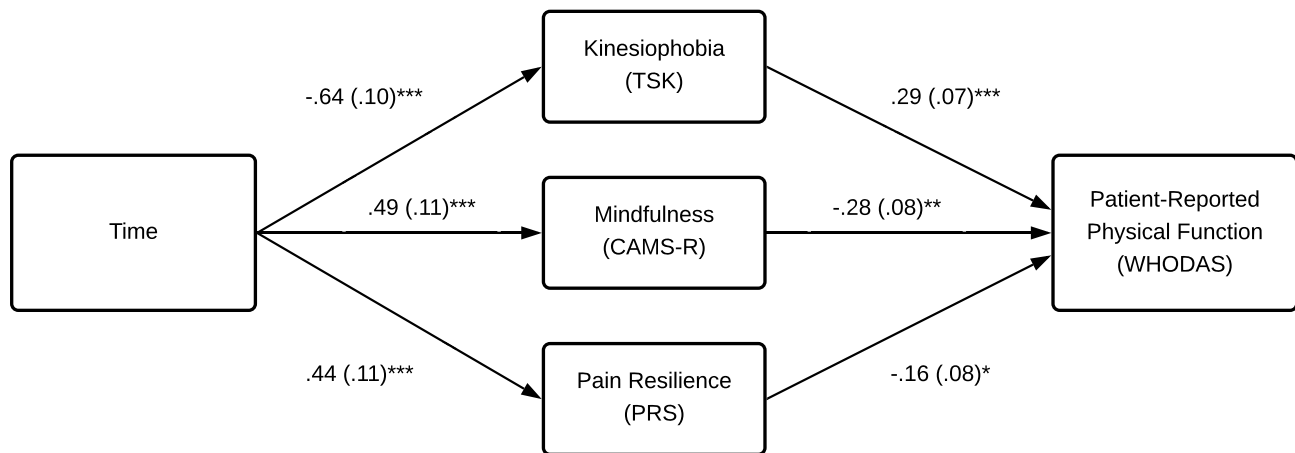 Kinesiophobia
(TSK)
-.64 (.10)***
.29 (.07)***
Time
.49 (.11)***
Mindfulness
(CAMS-R)
-.28 (.08)**
Patient-Reported
Physical Function
(WHODAS)
.44 (.11)***
Pain Resilience
(PRS)
-.16 (.08)*